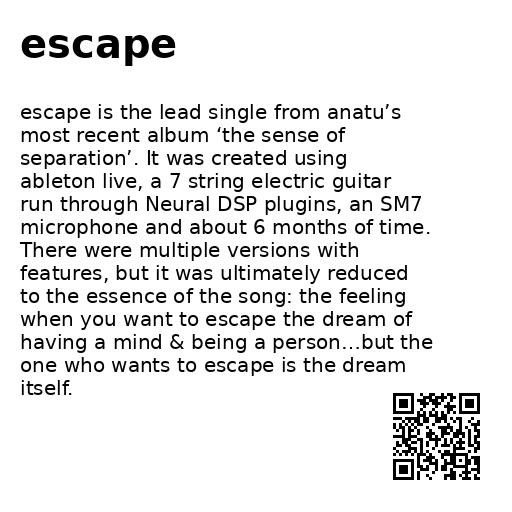 escape
escape is the lead single from anatu’s
most recent album ‘the sense of
separation’. It was created using
ableton live, a 7 string electric guitar
run through Neural DSP plugins, an SM7
microphone and about 6 months of time.
There were multiple versions with
features, but it was ultimately reduced
to the essence of the song: the feeling
when you want to escape the dream of
having a mind & being a person...but the
one who wants to escape is the dream
itself.